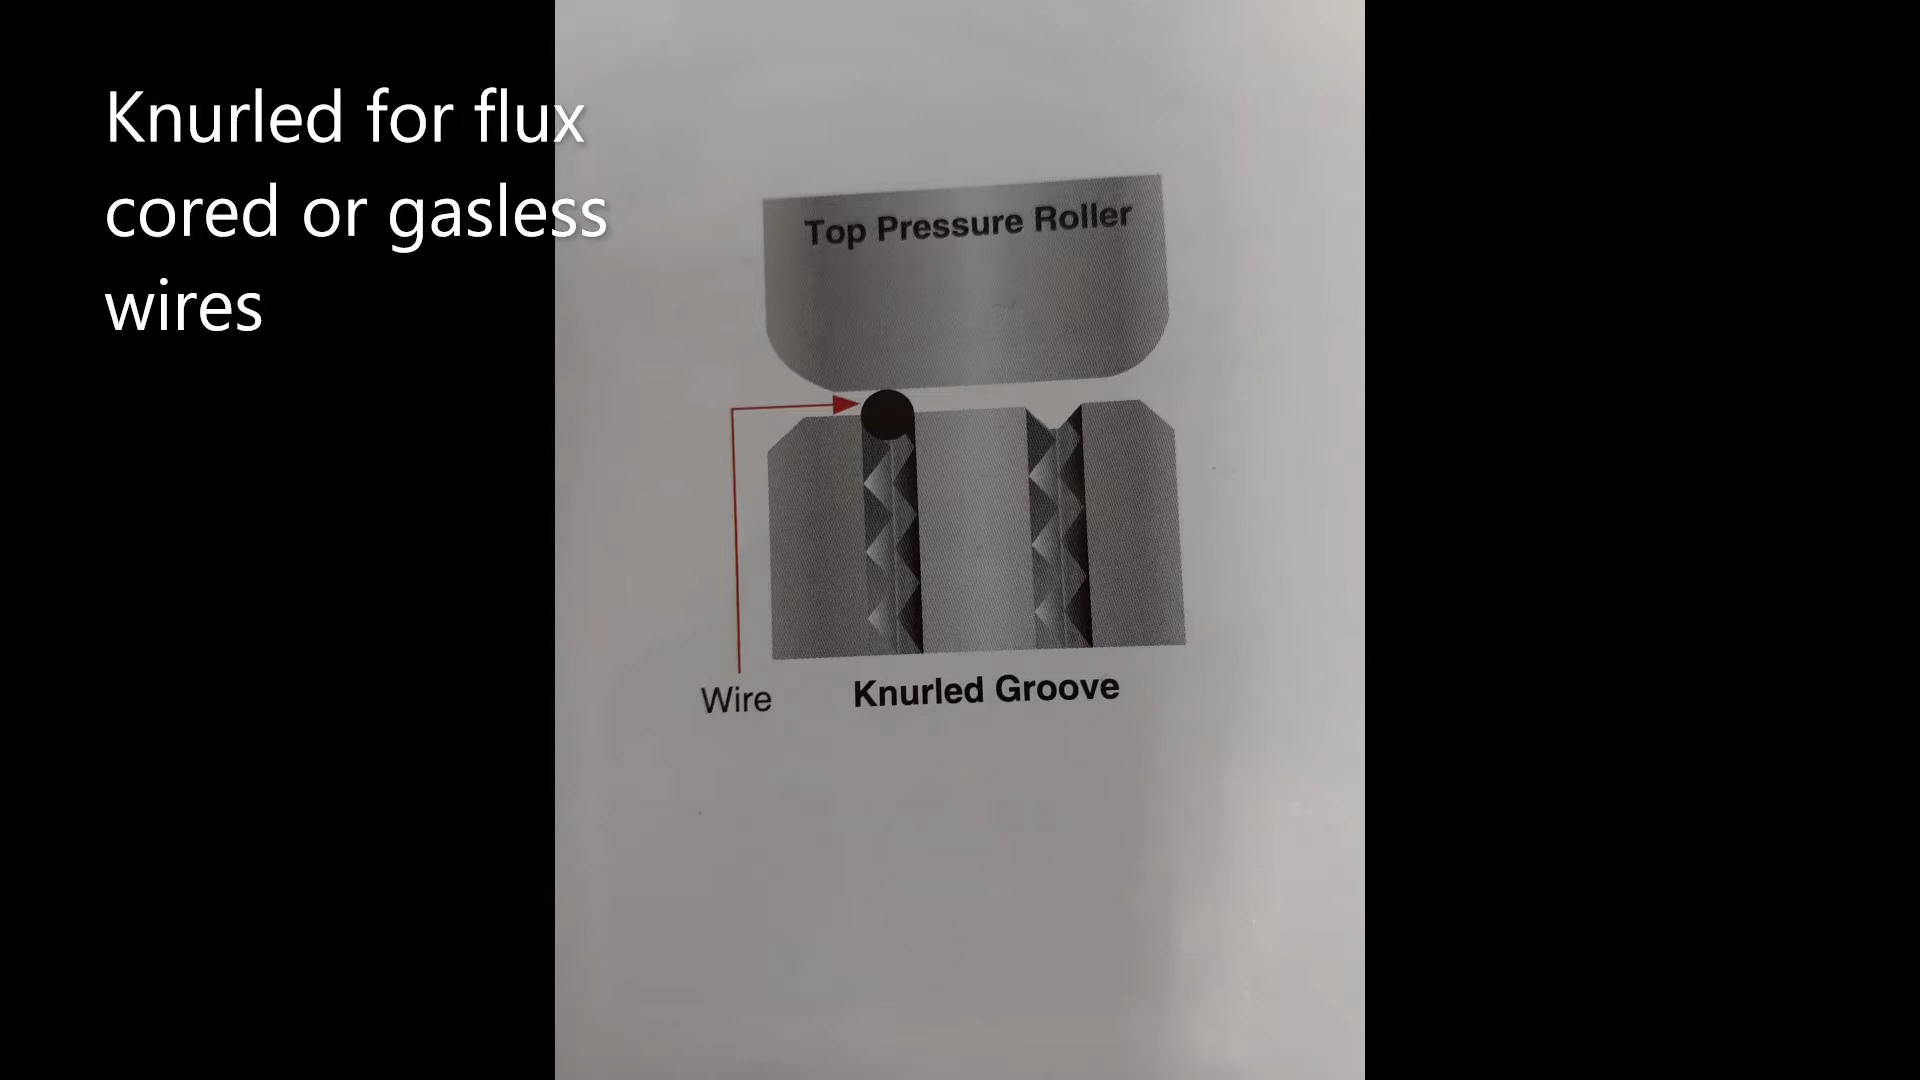 Knurled for flux
cored or gasless
wires
Top Pressure Roller
Wire
Knurled Groove